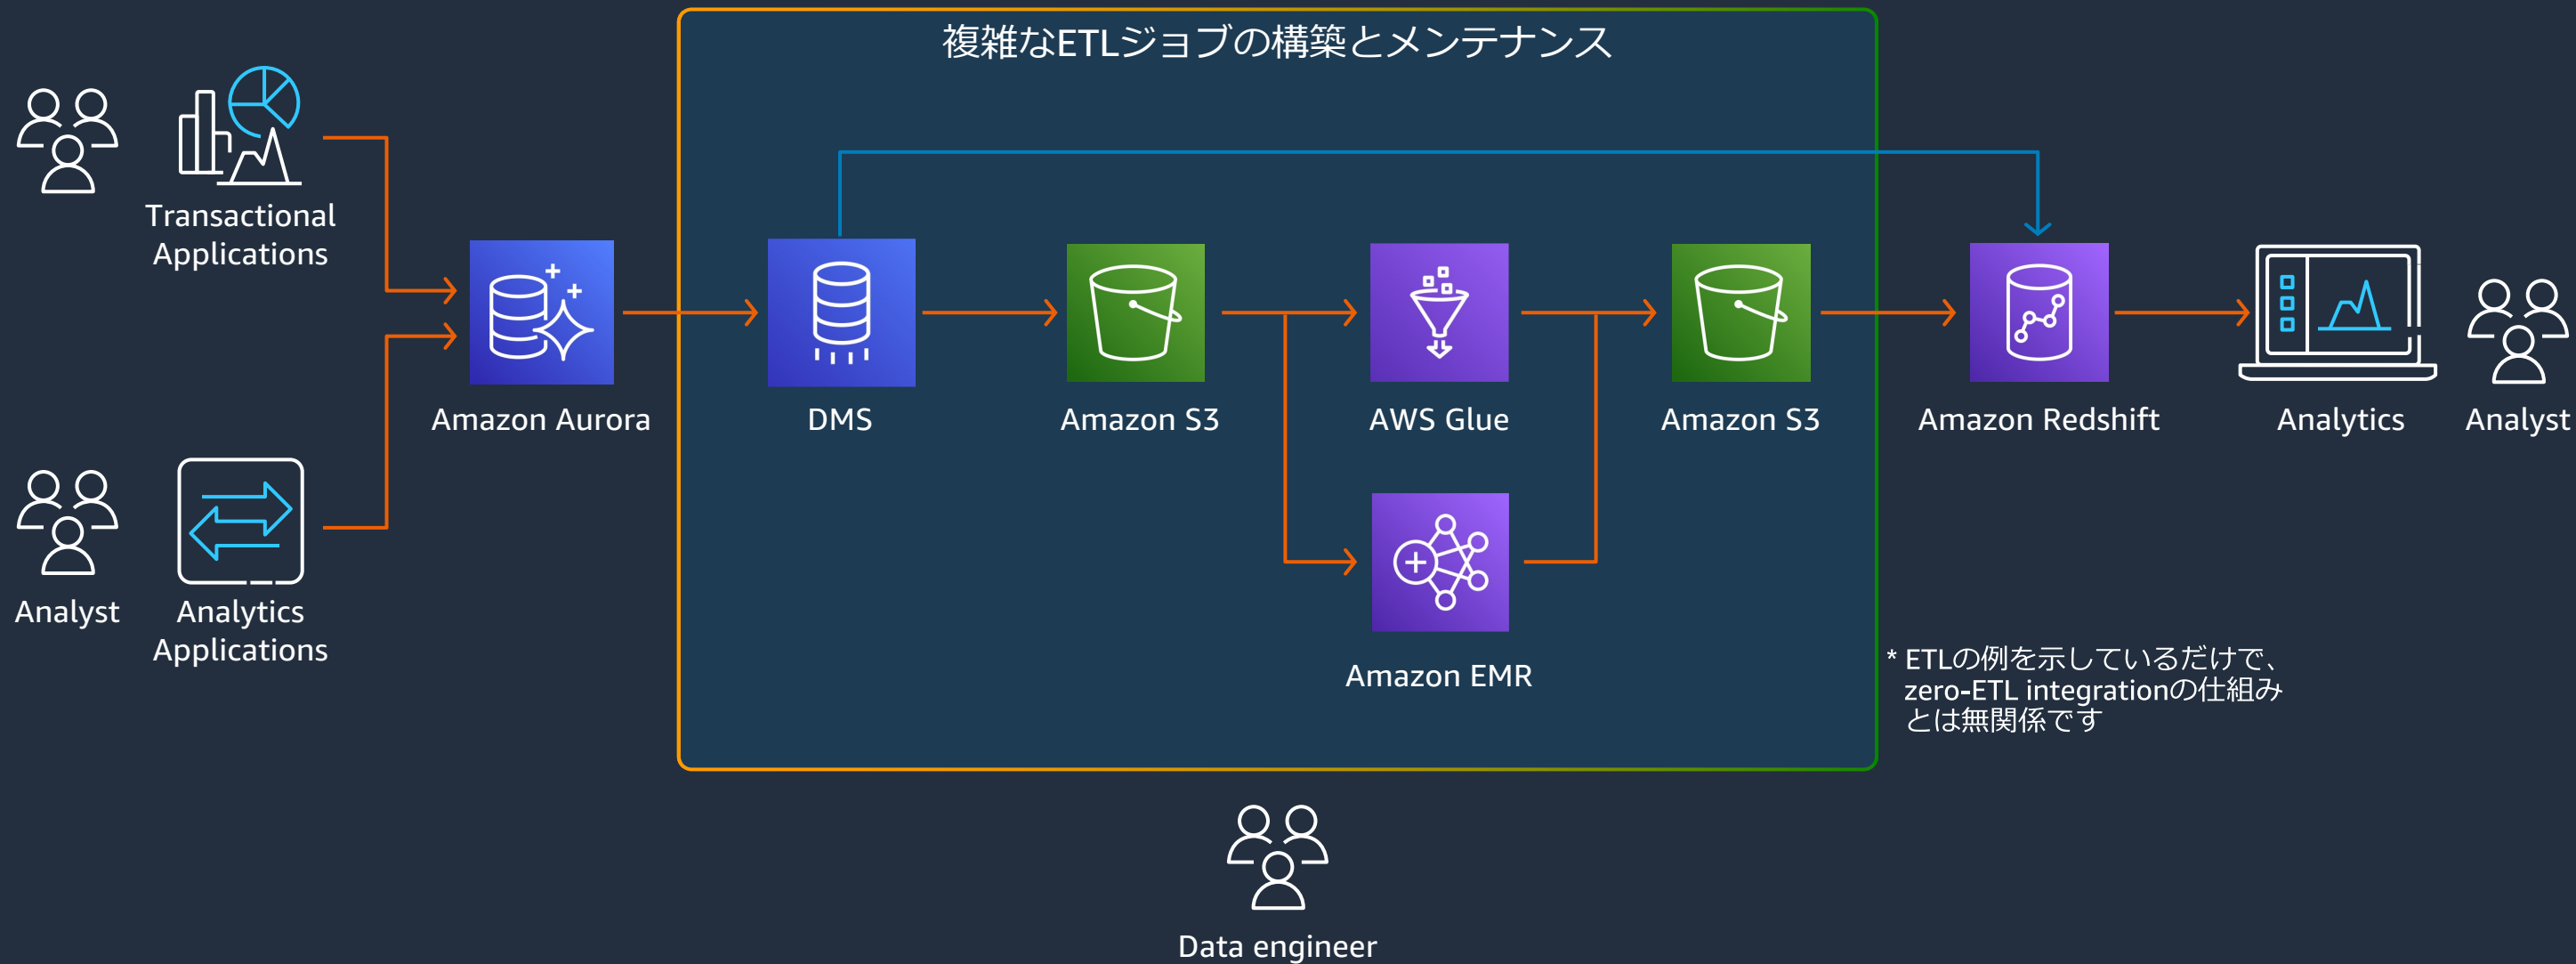 複雑なETLジョブの構築とメンテナンス
Transactional
Applications
Amazon Aurora
DMS
Amazon S3
AWS Glue
Amazon S3
Amazon Redshift
Analytics
Analyst
Analyst
Analytics
Applications
Amazon EMR
* ETLの例を示しているだけで、
zero-ETL integrationの仕組み
とは無関係です
Data engineer